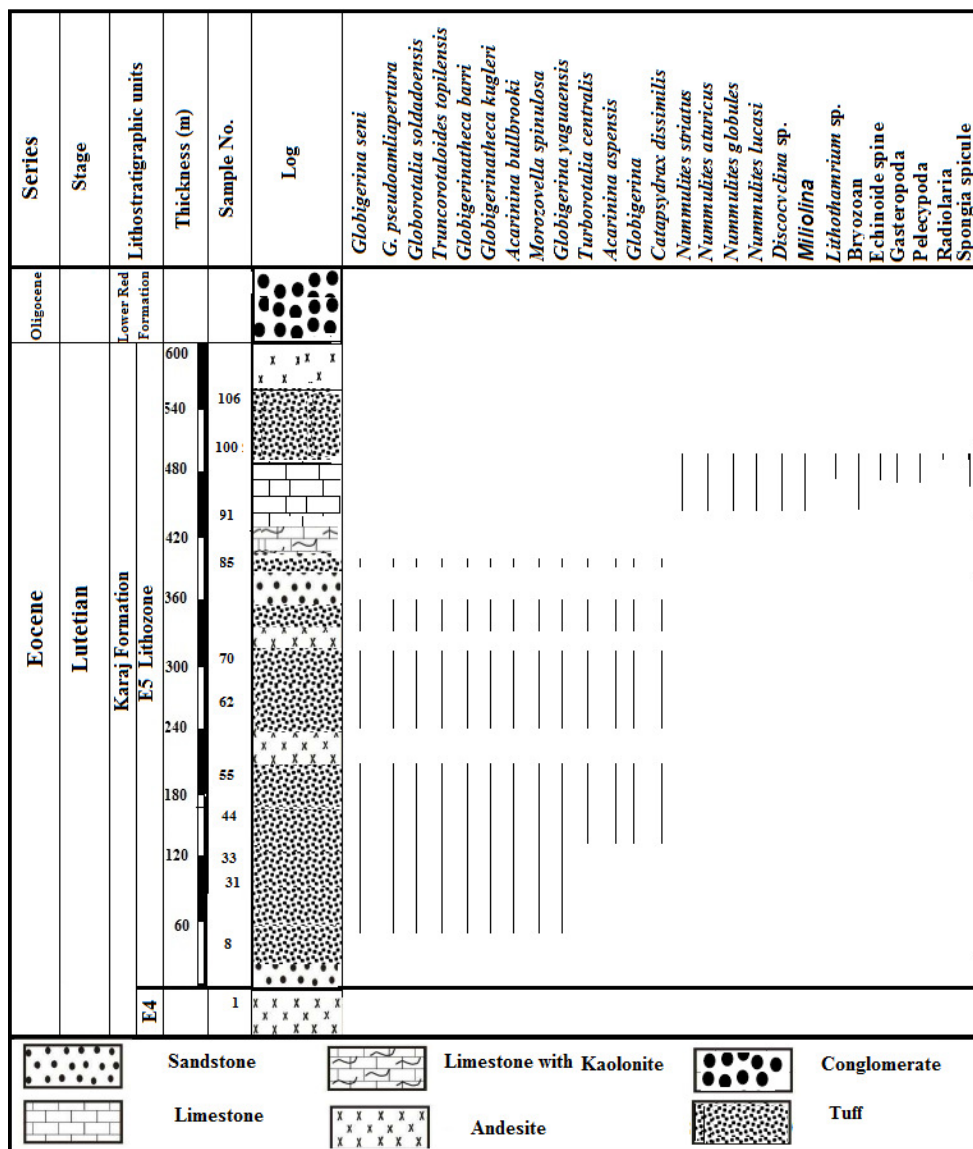 Series
Stage
Lithostratigraphic units
Thickness (m)
Sample No.
Log
Globigerina seni
G. pseudoamliapertura
Globorotalia soldadoensis
Truncorotaloides topilensis
Globigerinatheca barri
Globigerinatheca kugleri
Acarinina bullbrooki
Morozovella spinulosa
Globigerina yaguaensis
Turborotalia centralis
Acarinina aspensis
Globigerina
Catapsydrax dissimilis
Nummulites striatus
Nummulites aturicus
Nummulites globules
Nummulites lucasi
Discocyclina sp.
Miliolina
Lithothamrium sp.
Bryozoan
Echinoide spine
Gasteropoda
Pelecypoda
Radiolaria
Spongia spicule
Oligocene
Lower Red
Formation
Eocene
Lutetian
Karaj Formation
E5 Lithozone
E4
600
540
480
420
360
300
240
180
120
60
106
100
91
85
70
62
55
44
33
31
8
1
Sandstone
Limestone with Kaolonite
Conglomerate
Limestone
Andesite
Tuff